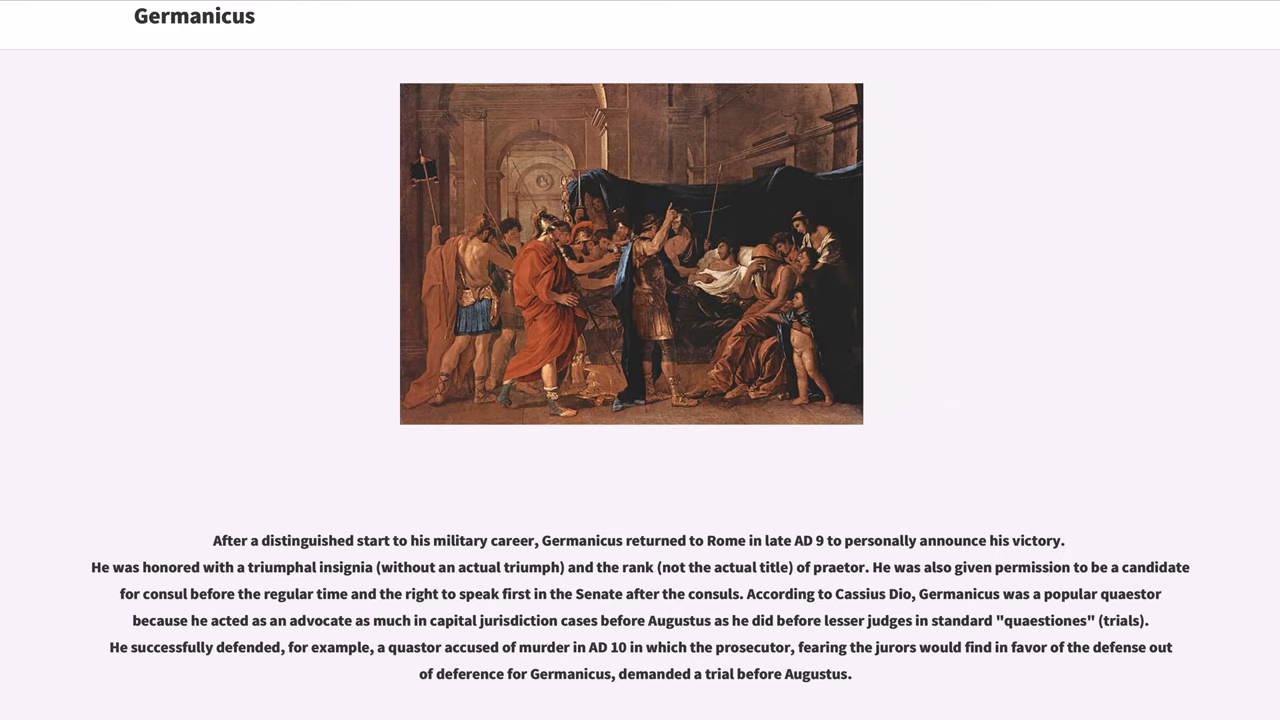 Germanicus
After a distinguished start to his military career, Germanicus returned to Rome in late AD 9 to personally announce his victory.
He was honored with a triumphal insignia (without an actual triumph) and the rank (not the actual title) of praetor. He was also given permission to be a candidate
for consul before the regular time and the right to speak first in the Senate after the consuls. According to Cassius Dio, Germanicus was a popular quaestor
because he acted as an advocate as much in capital jurisdiction cases before Augustus as he did before lesser judges in standard "quaestiones" (trials).
He successfully defended, for example, a quastor accused of murder in AD 10 in which the prosecutor, fearing the jurors would find in favor of the defense out
of deference for Germanicus, demanded a trial before Augustus.